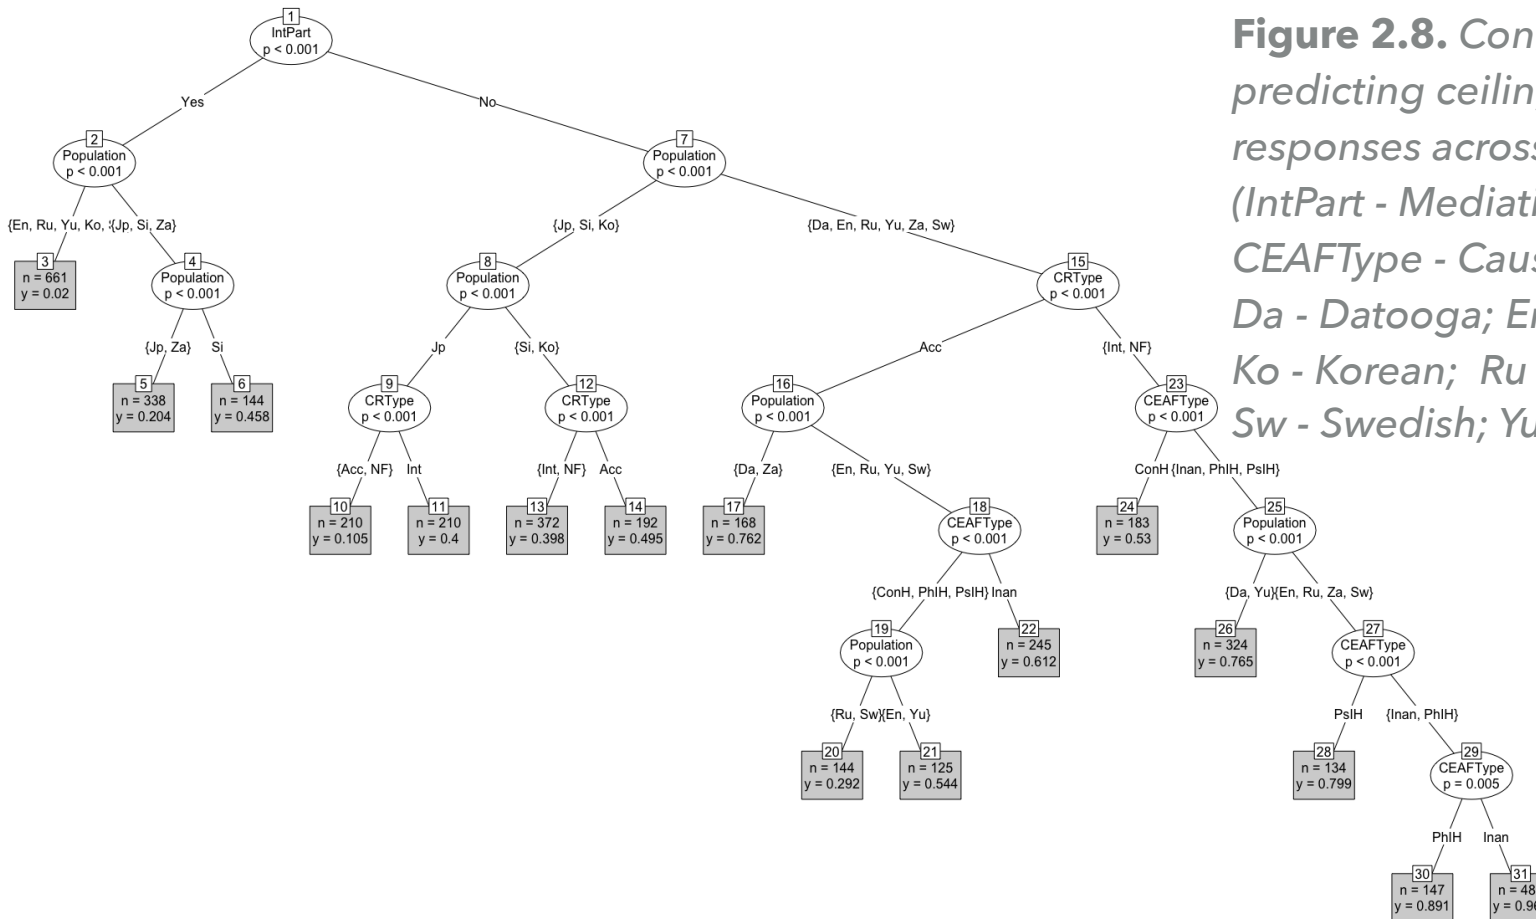 1
IntPart
p < 0.001
Yes
No
2
Population
p < 0.001
7
Population
p < 0.001
{En, Ru, Yu, Ko,
{Jp, Si, Za}
{Jp, Si, Ko}
{Da, En, Ru, Yu, Za, Sw}
3
n = 661
y = 0.02
4
Population
p < 0.001
8
Population
p < 0.001
15
CRType
p < 0.001
{Jp, Za}
Si
Jp
{Si, Ko}
Acc
{Int, NF}
5
n = 338
y = 0.204
6
n = 144
y = 0.458
9
CRType
p < 0.001
12
CRType
p < 0.001
16
Population
p < 0.001
23
CEAFType
p < 0.001
{Acc, NF}
Int
{Int, NF}
Acc
{Da, Za}
{En, Ru, Yu, Sw}
ConH
{Inan, PhIH, PsIH}
10
n = 210
y = 0.105
11
n = 210
y = 0.4
13
n = 372
y = 0.398
14
n = 192
y = 0.495
17
n = 168
y = 0.762
18
CEAFType
p < 0.001
24
n = 183
y = 0.53
25
Population
p < 0.001
{ConH, PhIH, PsIH}
Inan
{Da, Yu}
{En, Ru, Za, Sw}
19
Population
p < 0.001
22
n = 245
y = 0.612
26
n = 324
y = 0.765
27
CEAFType
p < 0.001
{Ru, Sw}
{En, Yu}
PsIH
{Inan, PhIH}
20
n = 144
y = 0.292
21
n = 125
y = 0.544
28
n = 134
y = 0.799
29
CEAFType
p = 0.005
PhIH
Inan
30
n = 147
y = 0.891
31
n = 48
y = 0.9
Figure 2.8. Con
predicting ceilin
responses across
(IntPart - Mediati
CEAFType - Caus
Da - Datooga; E
Ko - Korean; Ru
Sw - Swedish; Yu